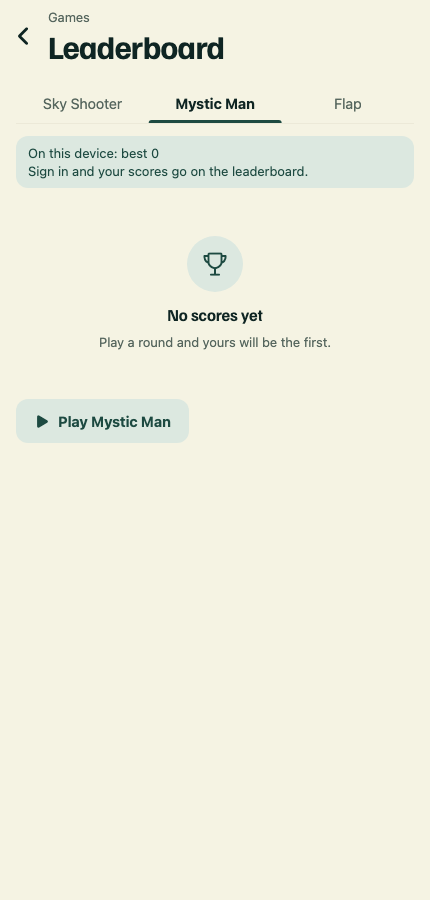 Games
Leaderboard
Sky Shooter
Mystic Man
Flap
On this device: best 0
Sign in and your scores go on the leaderboard.
No scores yet
Play a round and yours will be the first.
Play Mystic Man